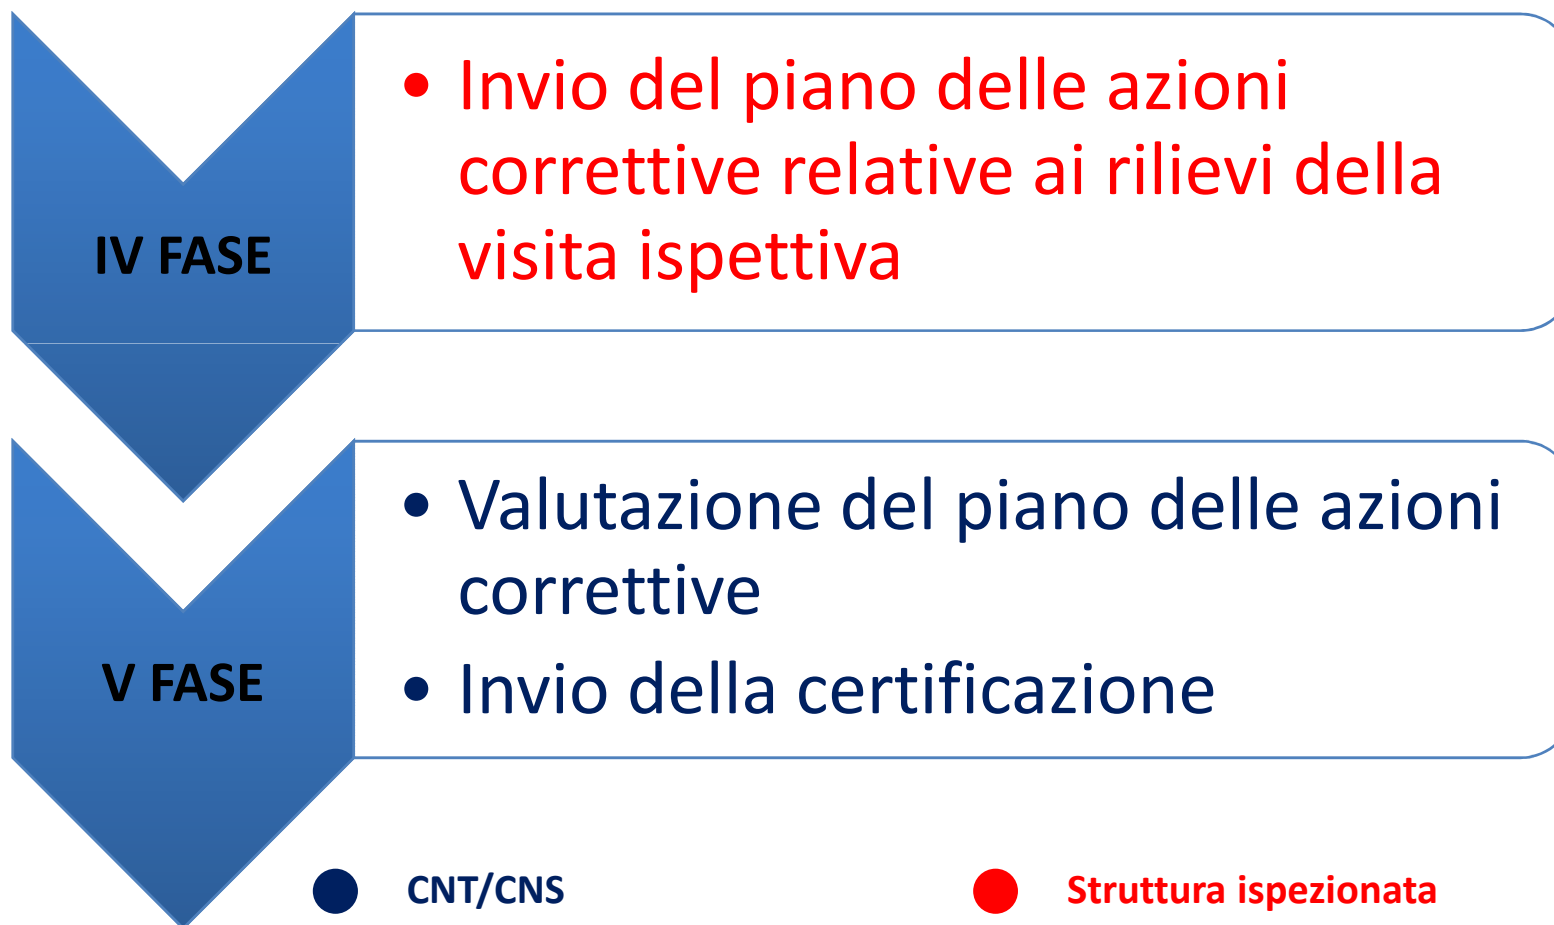 IV FASE
• Invio del piano delle azioni
correttive relative ai rilievi della
visita ispettiva
V FASE
• Valutazione del piano delle azioni
correttive
• Invio della certificazione
CNT/CNS
Struttura ispezionata